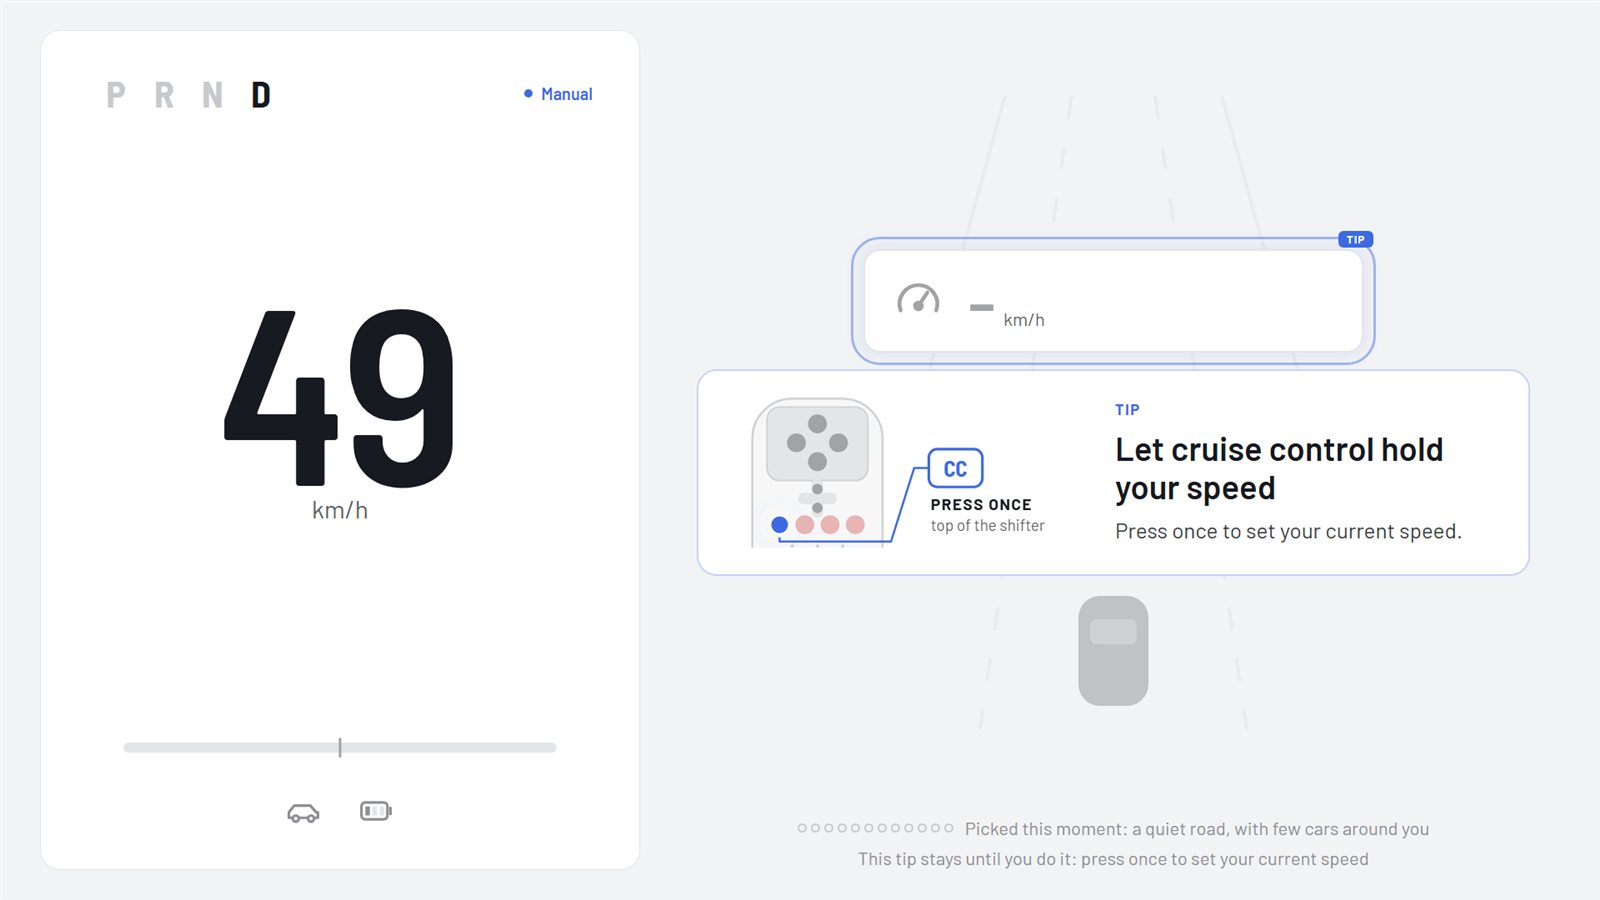 P R N D
Manual
49
km/h
TIP
– km/h
CC
PRESS ONCE
top of the shifter
TIP
Let cruise control hold
your speed
Press once to set your current speed.
Picked this moment: a quiet road, with few cars around you
This tip stays until you do it: press once to set your current speed